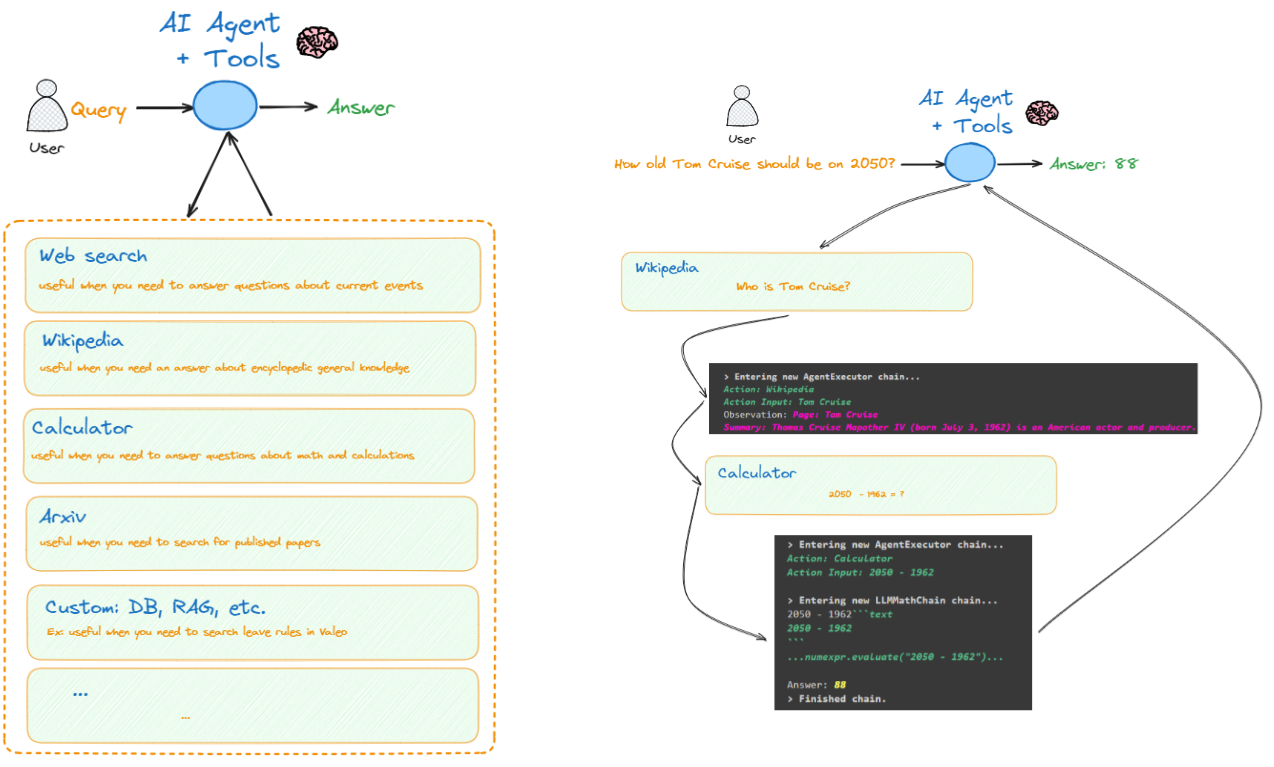 AI Agent
+ Tools
User
Query
Answer
Web search
useful when you need to answer questions about current events
Wikipedia
useful when you need an answer about encyclopedic general knowledge
Calculator
useful when you need to answer questions about math and calculations
Arxiv
useful when you need to search for published papers
Custom: DB, RAG, etc.
Ex: useful when you need to search leave rules in Valeo
...
...
User
AI Agent
+ Tools
How old Tom Cruise should be on 2050?
Answer: 88
Wikipedia
Who is Tom Cruise?
> Entering new AgentExecutor chain...
Action: Wikipedia
Action Input: Tom Cruise
Observation: Page: Tom Cruise
Summary: Thomas Cruise Mapother IV (born July 3, 1962) is an American actor and producer.
Calculator
2050 - 1962 = ?
> Entering new AgentExecutor chain...
Action: Calculator
Action Input: 2050 - 1962
> Entering new LLMMathChain chain...
2050 - 1962```text
2050 - 1962
```
...numexpr.evaluate("2050 - 1962")...
Answer: 88
> Finished chain.